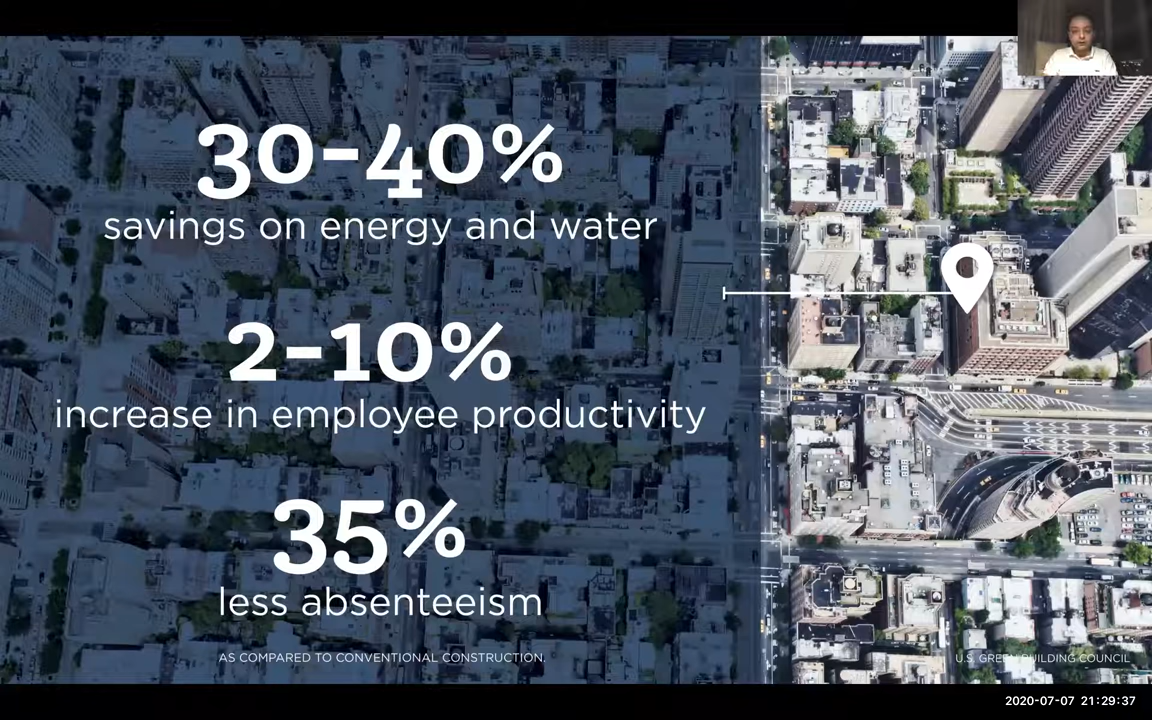 30-40%
savings on energy and water
2-10%
increase in employee productivity
35%
less absenteeism
AS COMPARED TO CONVENTIONAL CONSTRUCTION.
U.S. GREEN BUILDING COUNCIL
2020-07-07 21:29:37